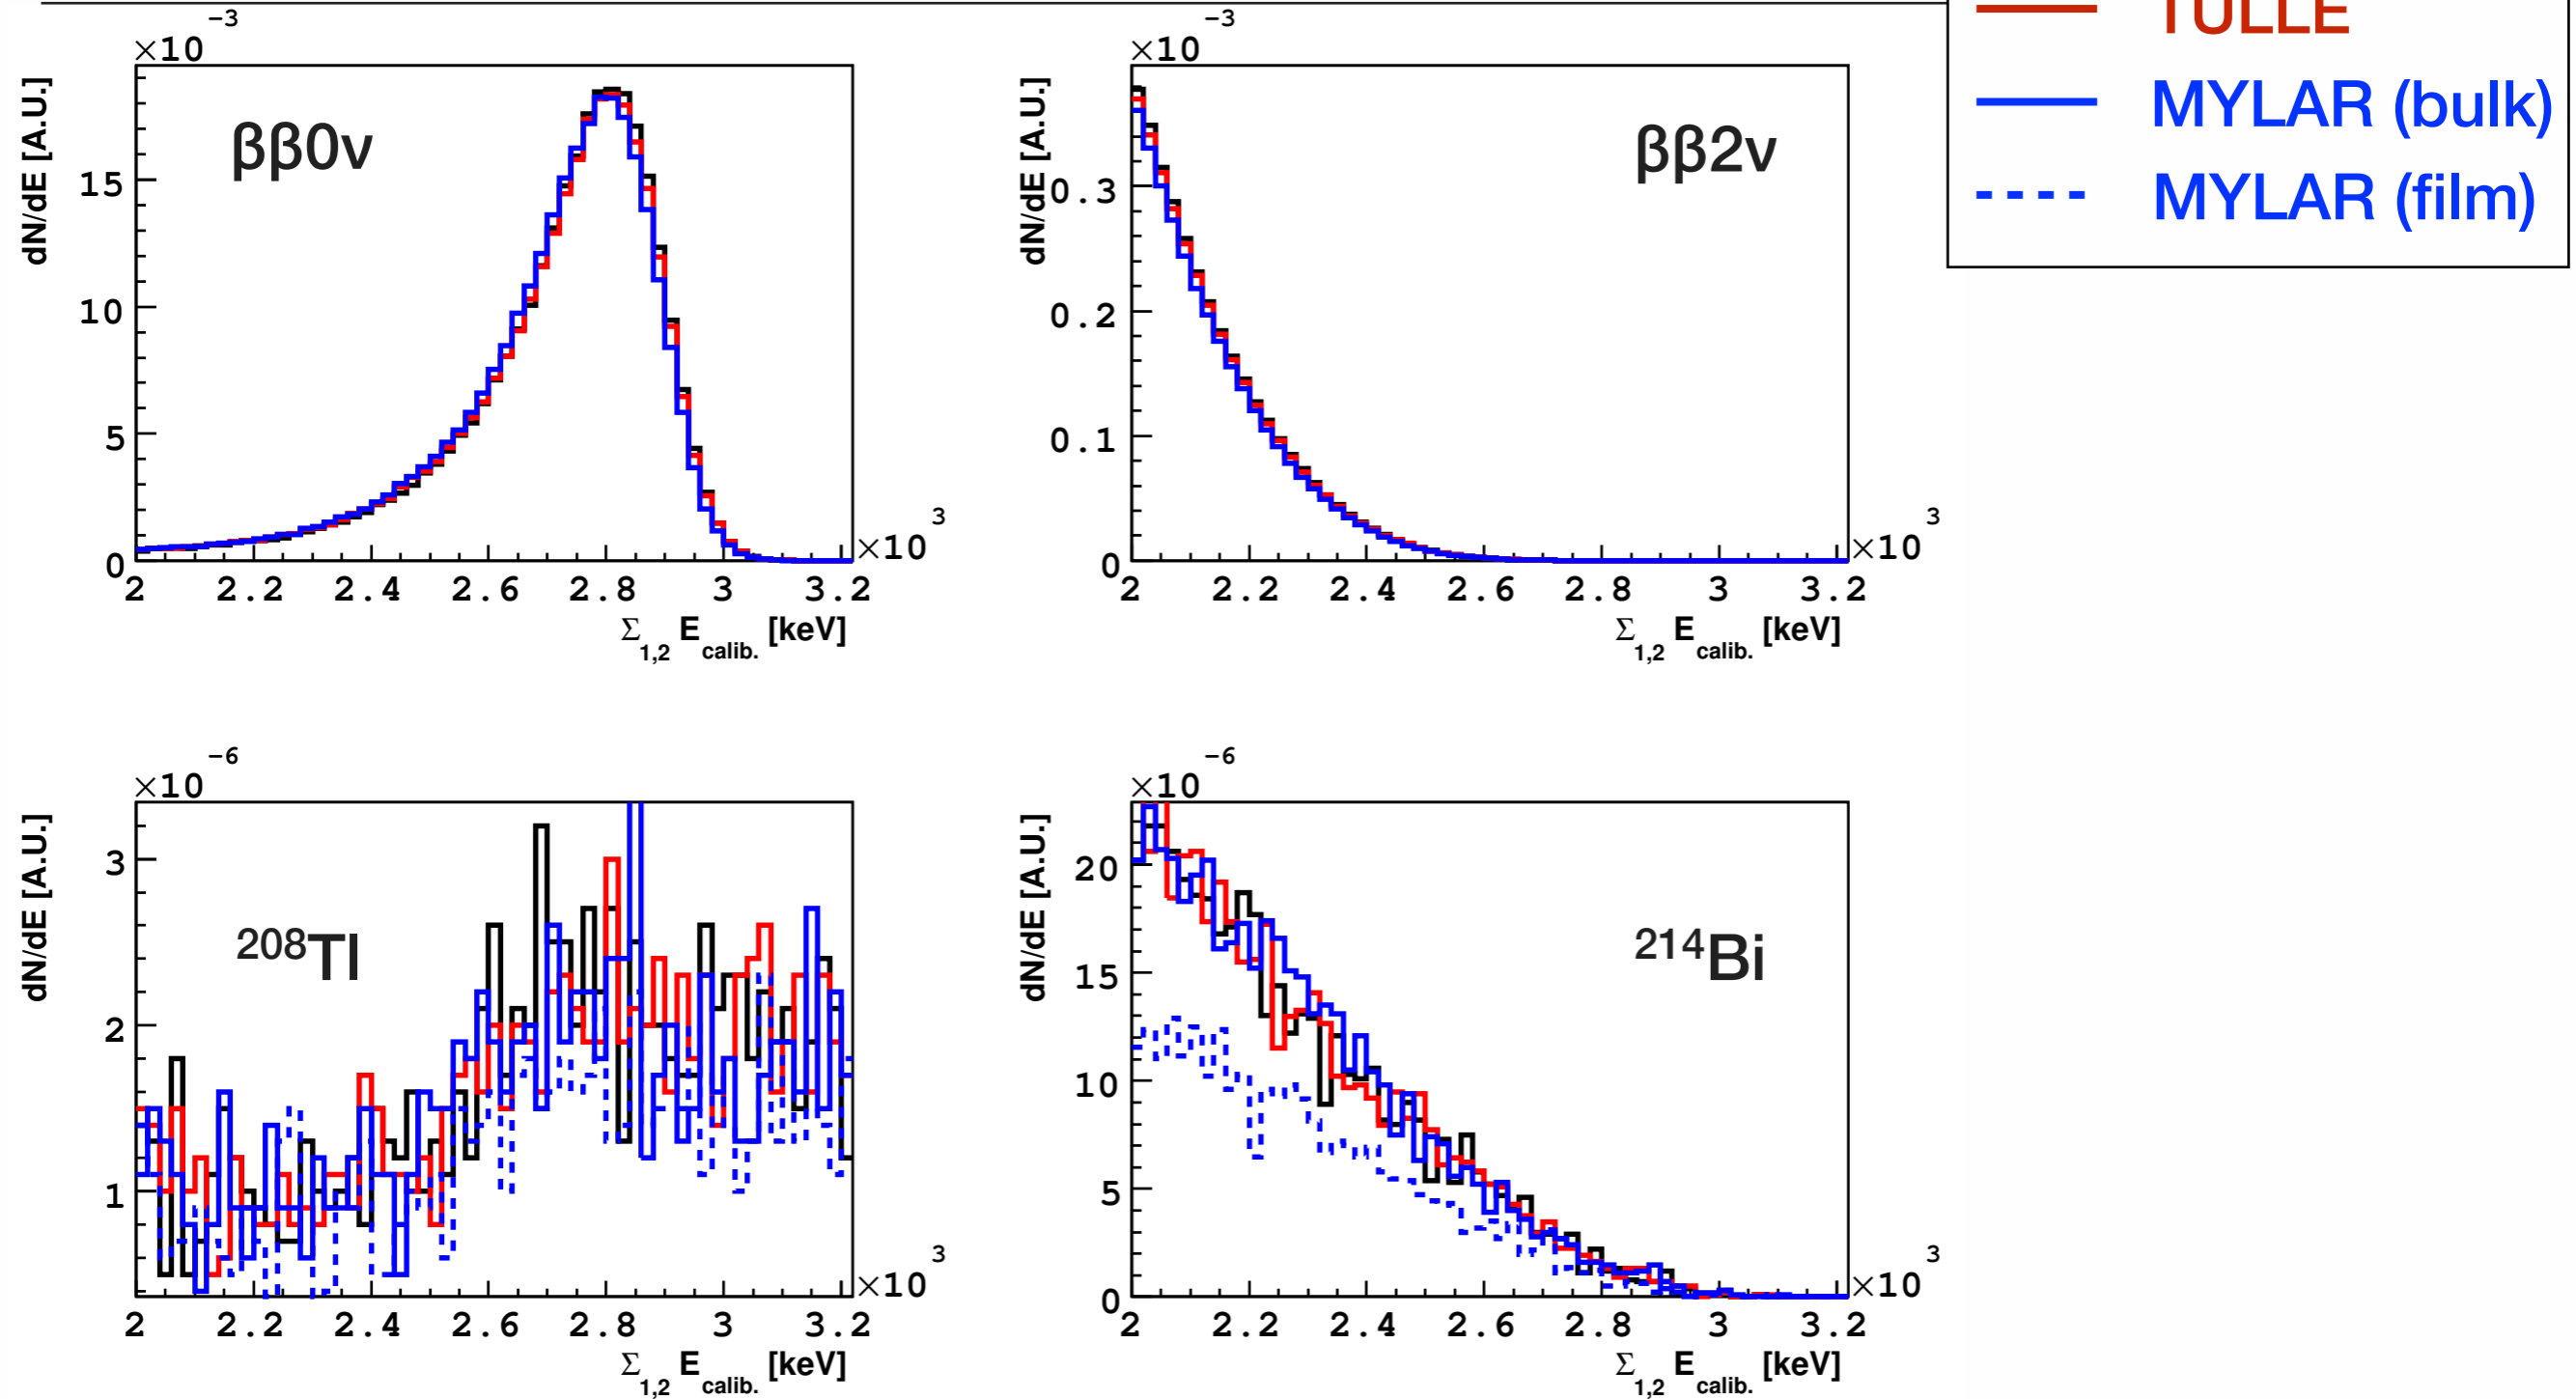 TULLE
MYLAR (bulk)
MYLAR (film)
×10⁻³
dN/dE [A.U.]
ββ0ν
15
10
5
0
2 2.2 2.4 2.6 2.8 3 3.2
×10³
Σ₁,₂ E calib. [keV]
×10⁻³
dN/dE [A.U.]
ββ2ν
0.3
0.2
0.1
0
2 2.2 2.4 2.6 2.8 3 3.2
×10³
Σ₁,₂ E calib. [keV]
×10⁻⁶
dN/dE [A.U.]
²⁰⁸Tl
3
2
1
2 2.2 2.4 2.6 2.8 3 3.2
×10³
Σ₁,₂ E calib. [keV]
×10⁻⁶
dN/dE [A.U.]
²¹⁴Bi
20
15
10
5
0
2 2.2 2.4 2.6 2.8 3 3.2
×10³
Σ₁,₂ E calib. [keV]